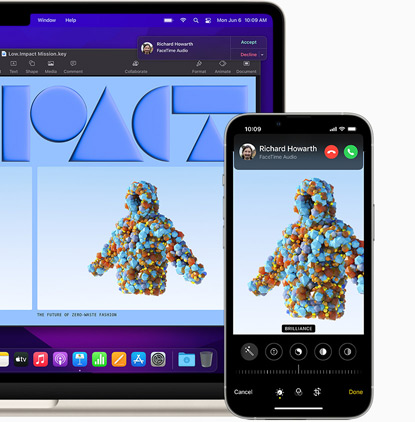 Window Help Mon Jun 6 10:09 AM
Richard Howarth
FaceTime Audio
Accept
Decline
Low.Impact Mission.key
Text Shape Media Comment Collaborate Format Animate Document
IMPACT
THE FUTURE OF ZERO-WASTE FASHION
tv
10:09
Richard Howarth
FaceTime Audio
BRILLIANCE
Cancel Done